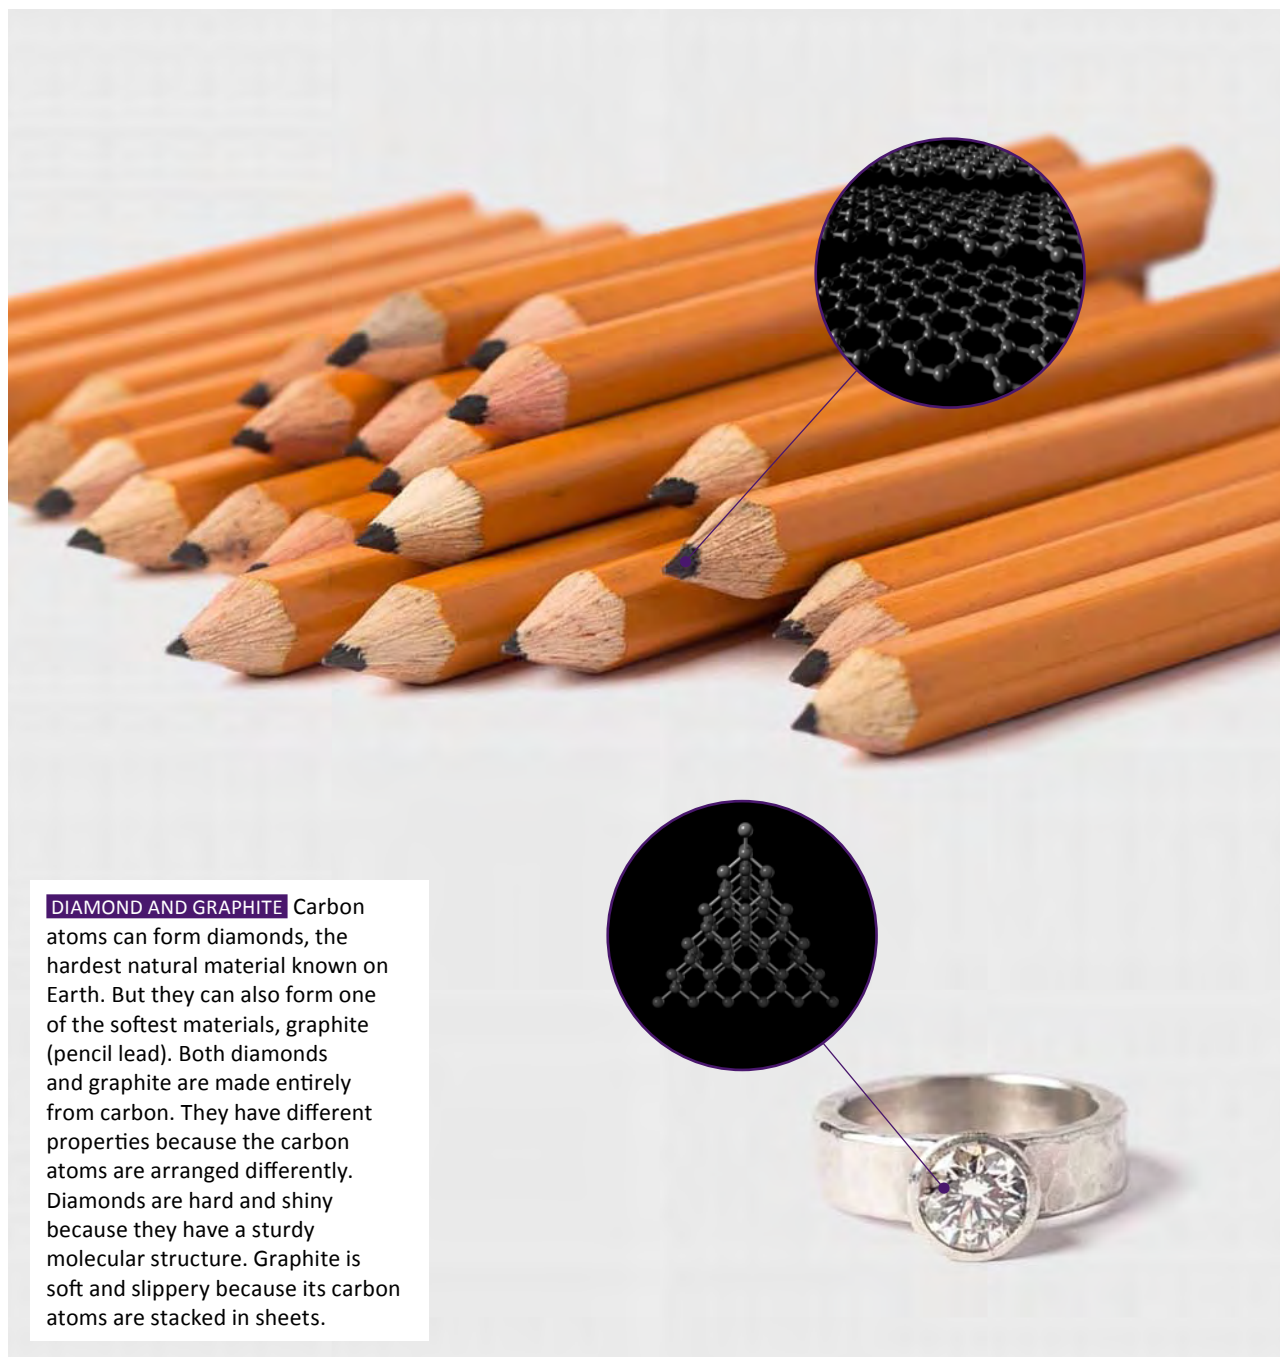 DIAMOND AND GRAPHITE Carbon
atoms can form diamonds, the
hardest natural material known on
Earth. But they can also form one
of the softest materials, graphite
(pencil lead). Both diamonds
and graphite are made entirely
from carbon. They have different
properties because the carbon
atoms are arranged differently.
Diamonds are hard and shiny
because they have a sturdy
molecular structure. Graphite is
soft and slippery because its carbon
atoms are stacked in sheets.